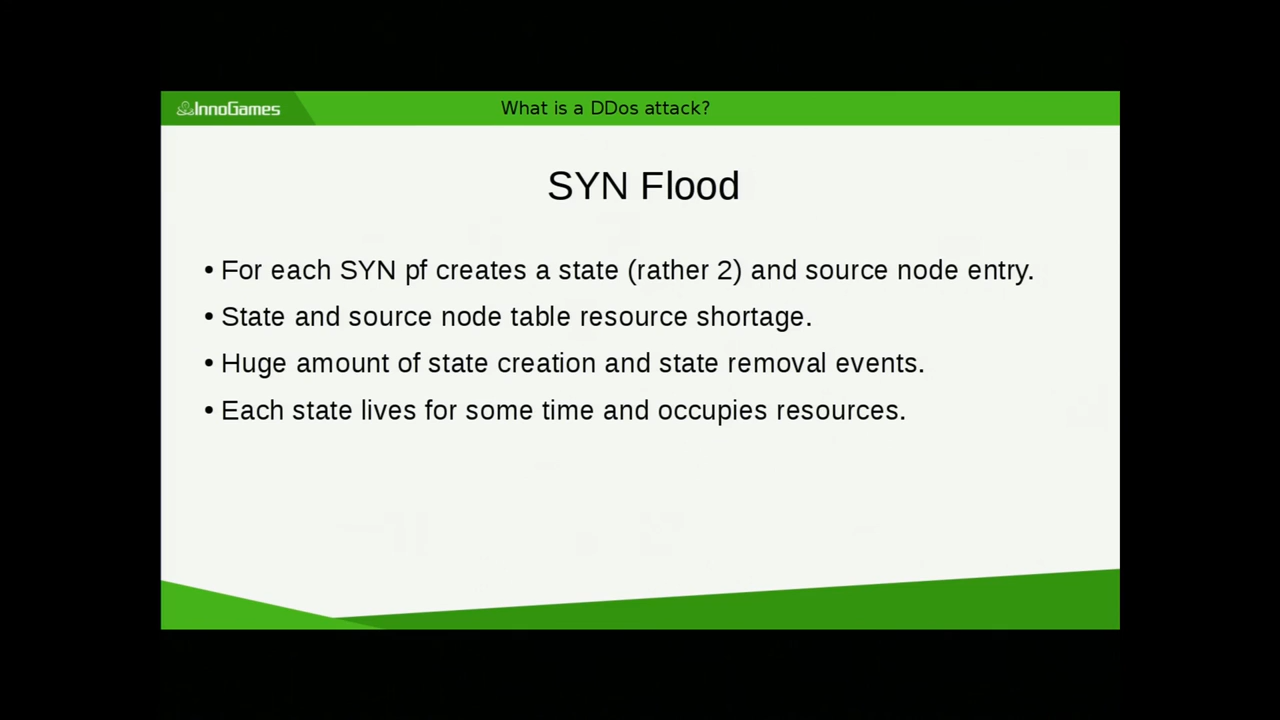 InnoGames
What is a DDos attack?
SYN Flood
• For each SYN pf creates a state (rather 2) and source node entry.
• State and source node table resource shortage.
• Huge amount of state creation and state removal events.
• Each state lives for some time and occupies resources.